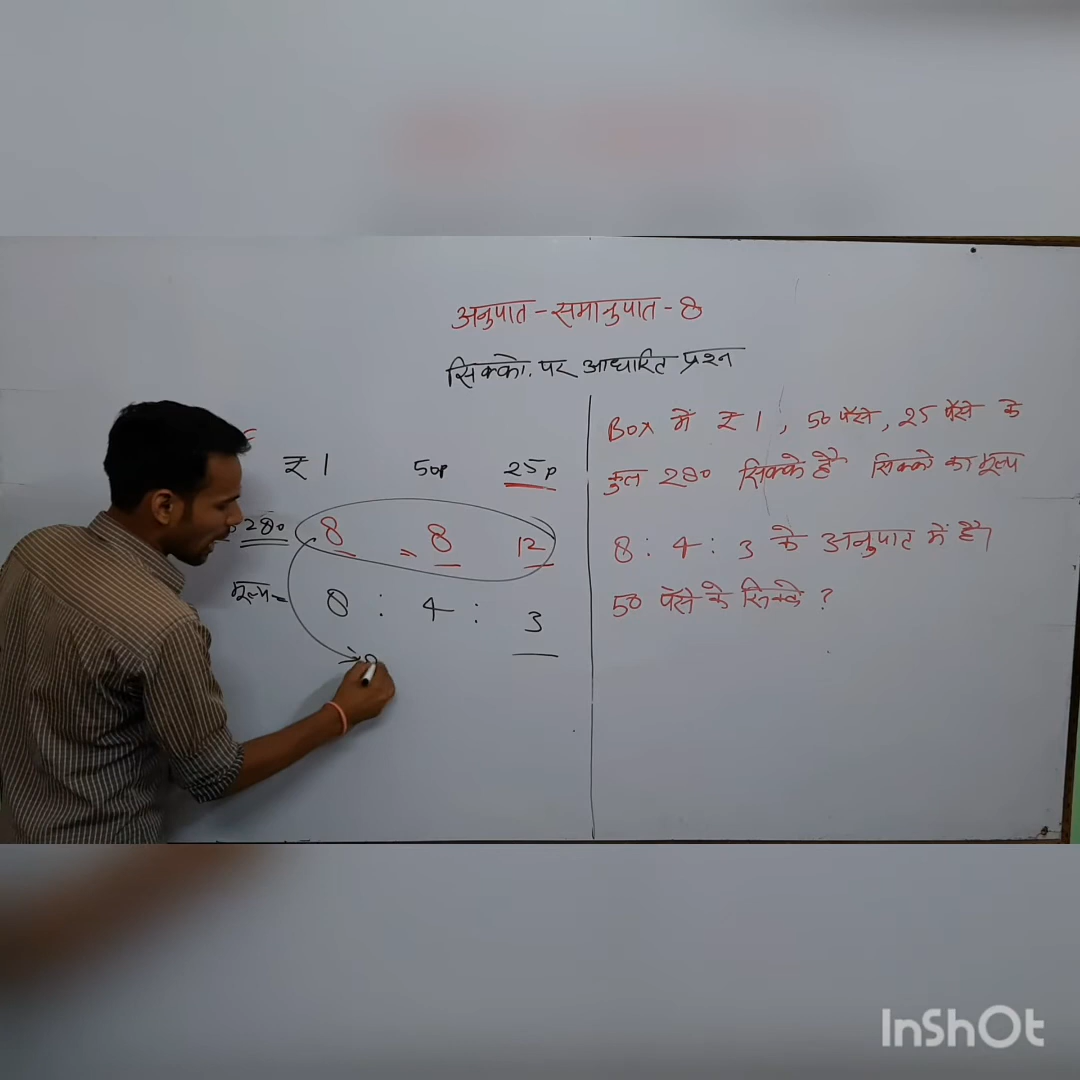 अनुपात-समानुपात-8
सिक्को पर आधारित प्रश्न
₹1 50p 25p
280 8 = 8 12
मूल्य = 8 : 4 : 3
Box में ₹1, 50 पैसे, 25 पैसे के
कुल 280 सिक्के है सिक्को का मूल्य
8 : 4 : 3 के अनुपात में है।
50 पैसे के सिक्के ?
InShOt